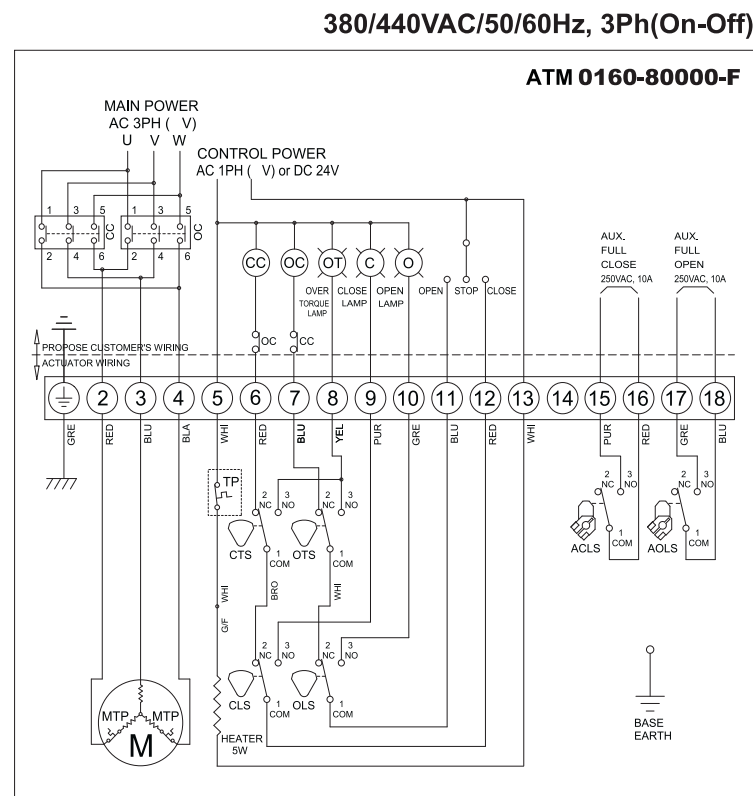 380/440VAC/50/60Hz, 3Ph(On-Off)
ATM 0160-80000-F
MAIN POWER
AC 3PH ( V)
U V W
CONTROL POWER
AC 1PH ( V) or DC 24V
1 3 5 1 3 5
CC OC
2 4 6 2 4 6
CC OC OT C O
OVER TORQUE LAMP
CLOSE LAMP
OPEN LAMP
OPEN STOP CLOSE
AUX. FULL CLOSE
250VAC, 10A
AUX. FULL OPEN
250VAC, 10A
OC CC
PROPOSE CUSTOMER'S WIRING
ACTUATOR WIRING
2 3 4 5 6 7 8 9 10 11 12 13 14 15 16 17 18
GRE RED BLU BLA WHI RED BLU YEL PUR GRE BLU RED WHI PUR RED GRE BLU
TP
2 NC 3 NO 2 NC 3 NO
CTS OTS
1 COM 1 COM
2 NC 3 NO 2 NC 3 NO
ACLS AOLS
1 COM 1 COM
WHI BRO WHI
G/F
2 NC 3 NO 2 NC 3 NO
CLS OLS
1 COM 1 COM
HEATER
5W
MTP MTP
M
BASE
EARTH